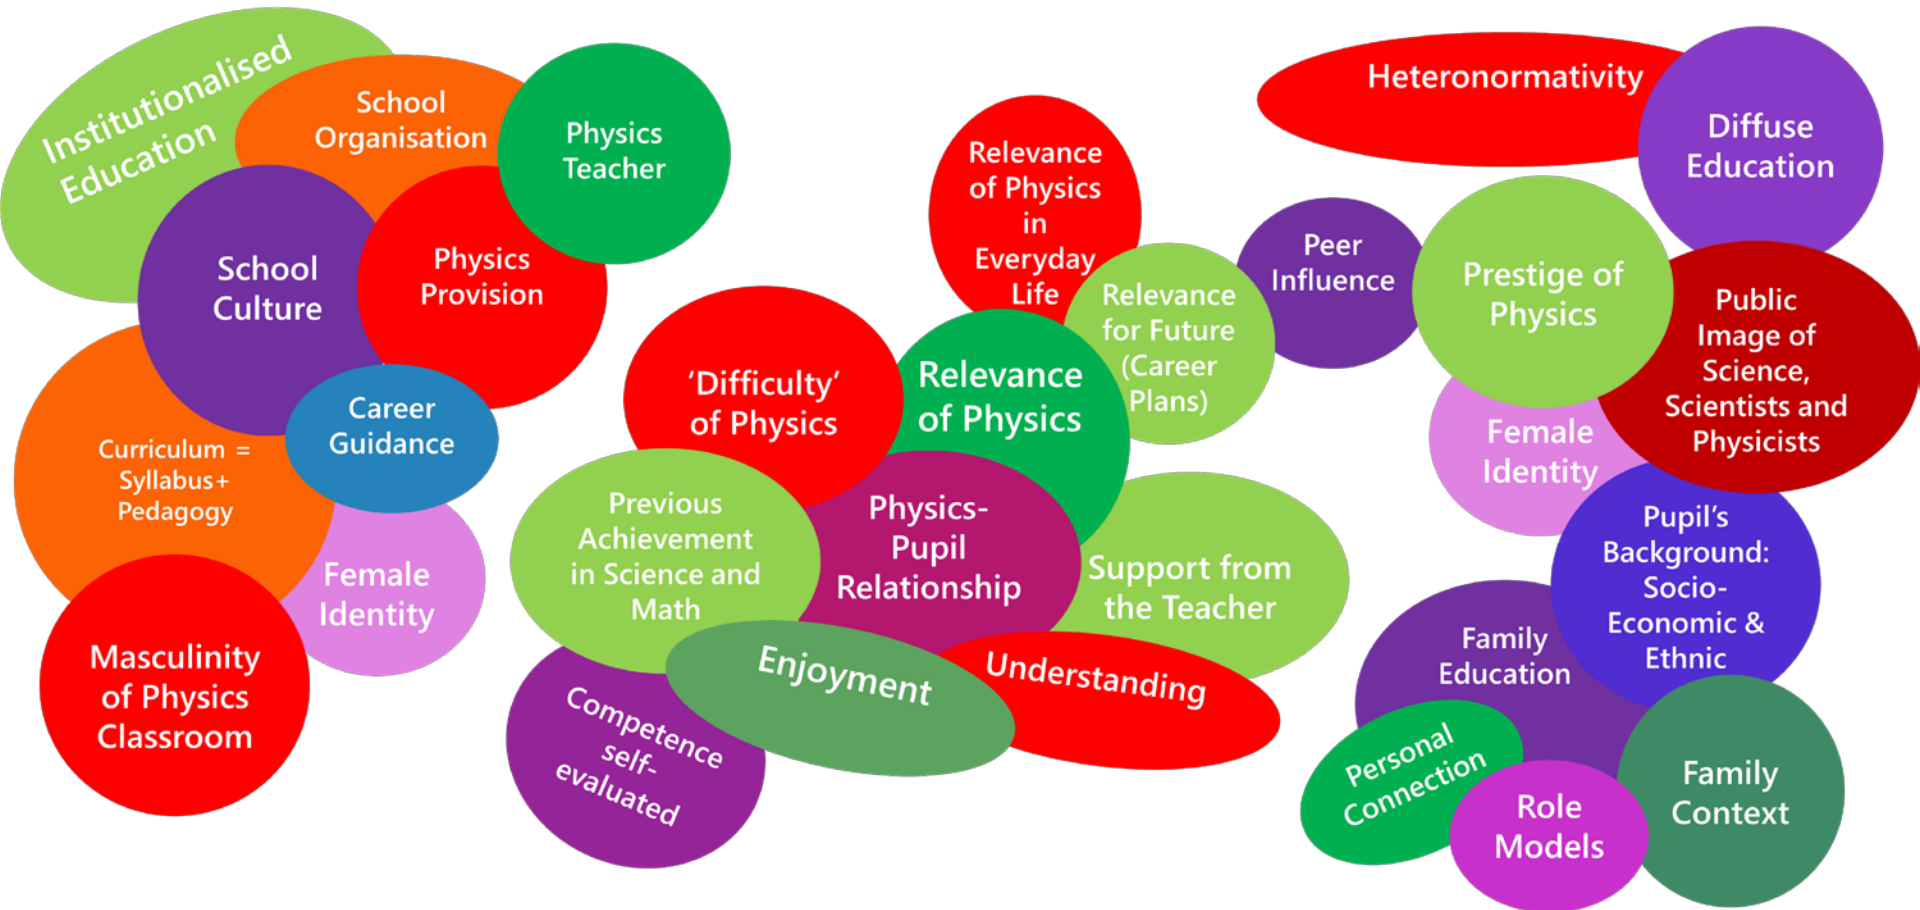 Institutionalised
Education
School
Organisation
Physics
Teacher
School
Culture
Physics
Provision
Career
Guidance
Curriculum =
Syllabus+
Pedagogy
Female
Identity
Masculinity
of Physics
Classroom
Relevance
of Physics
in
Everyday
Life
Relevance
for Future
(Career
Plans)
‘Difficulty’
of Physics
Relevance
of Physics
Previous
Achievement
in Science and
Math
Physics-
Pupil
Relationship
Support from
the Teacher
Enjoyment
Understanding
Competence
self-
evaluated
Heteronormativity
Diffuse
Education
Peer
Influence
Prestige of
Physics
Public
Image of
Science,
Scientists and
Physicists
Female
Identity
Pupil’s
Background:
Socio-
Economic &
Ethnic
Family
Education
Personal
Connection
Role
Models
Family
Context